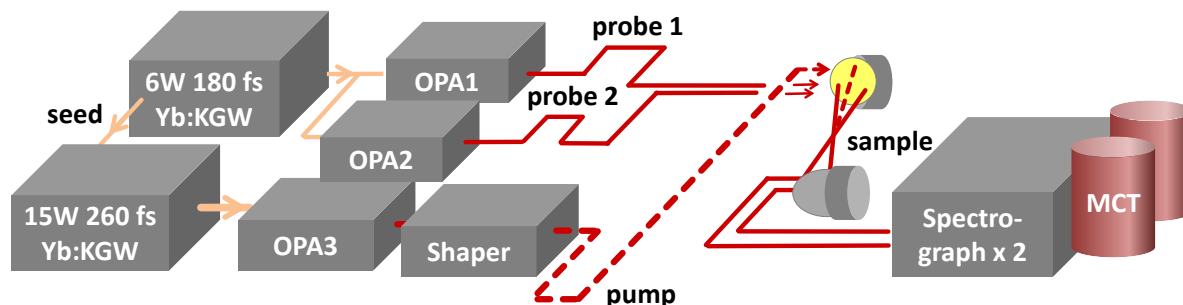 probe 1
6W 180 fs
Yb:KGW
OPA1
probe 2
seed
OPA2
sample
15W 260 fs
Yb:KGW
OPA3
Shaper
Spectro-
graph x 2
MCT
pump